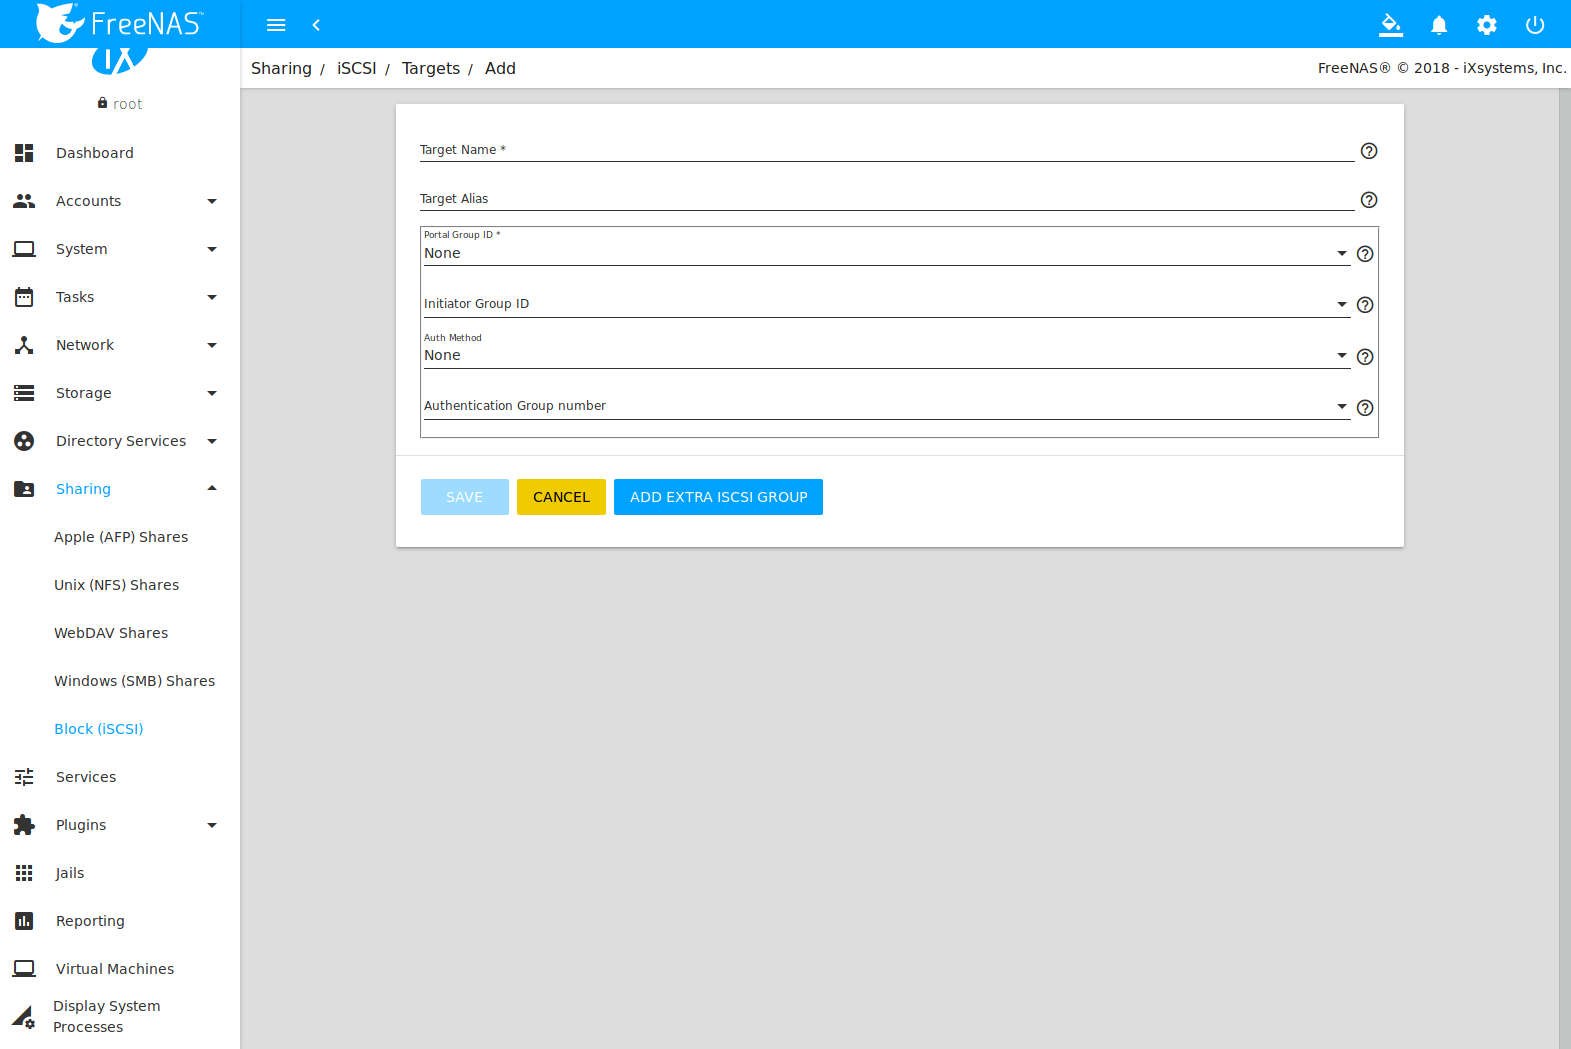 FreeNAS™
Sharing / iSCSI / Targets / Add
FreeNAS® © 2018 - iXsystems, Inc.
iX
root
Dashboard
Accounts
System
Tasks
Network
Storage
Directory Services
Sharing
Apple (AFP) Shares
Unix (NFS) Shares
WebDAV Shares
Windows (SMB) Shares
Block (iSCSI)
Services
Plugins
Jails
Reporting
Virtual Machines
Display System
Processes
Target Name *
Target Alias
Portal Group ID *
None
Initiator Group ID
Auth Method
None
Authentication Group number
SAVE CANCEL ADD EXTRA ISCSI GROUP